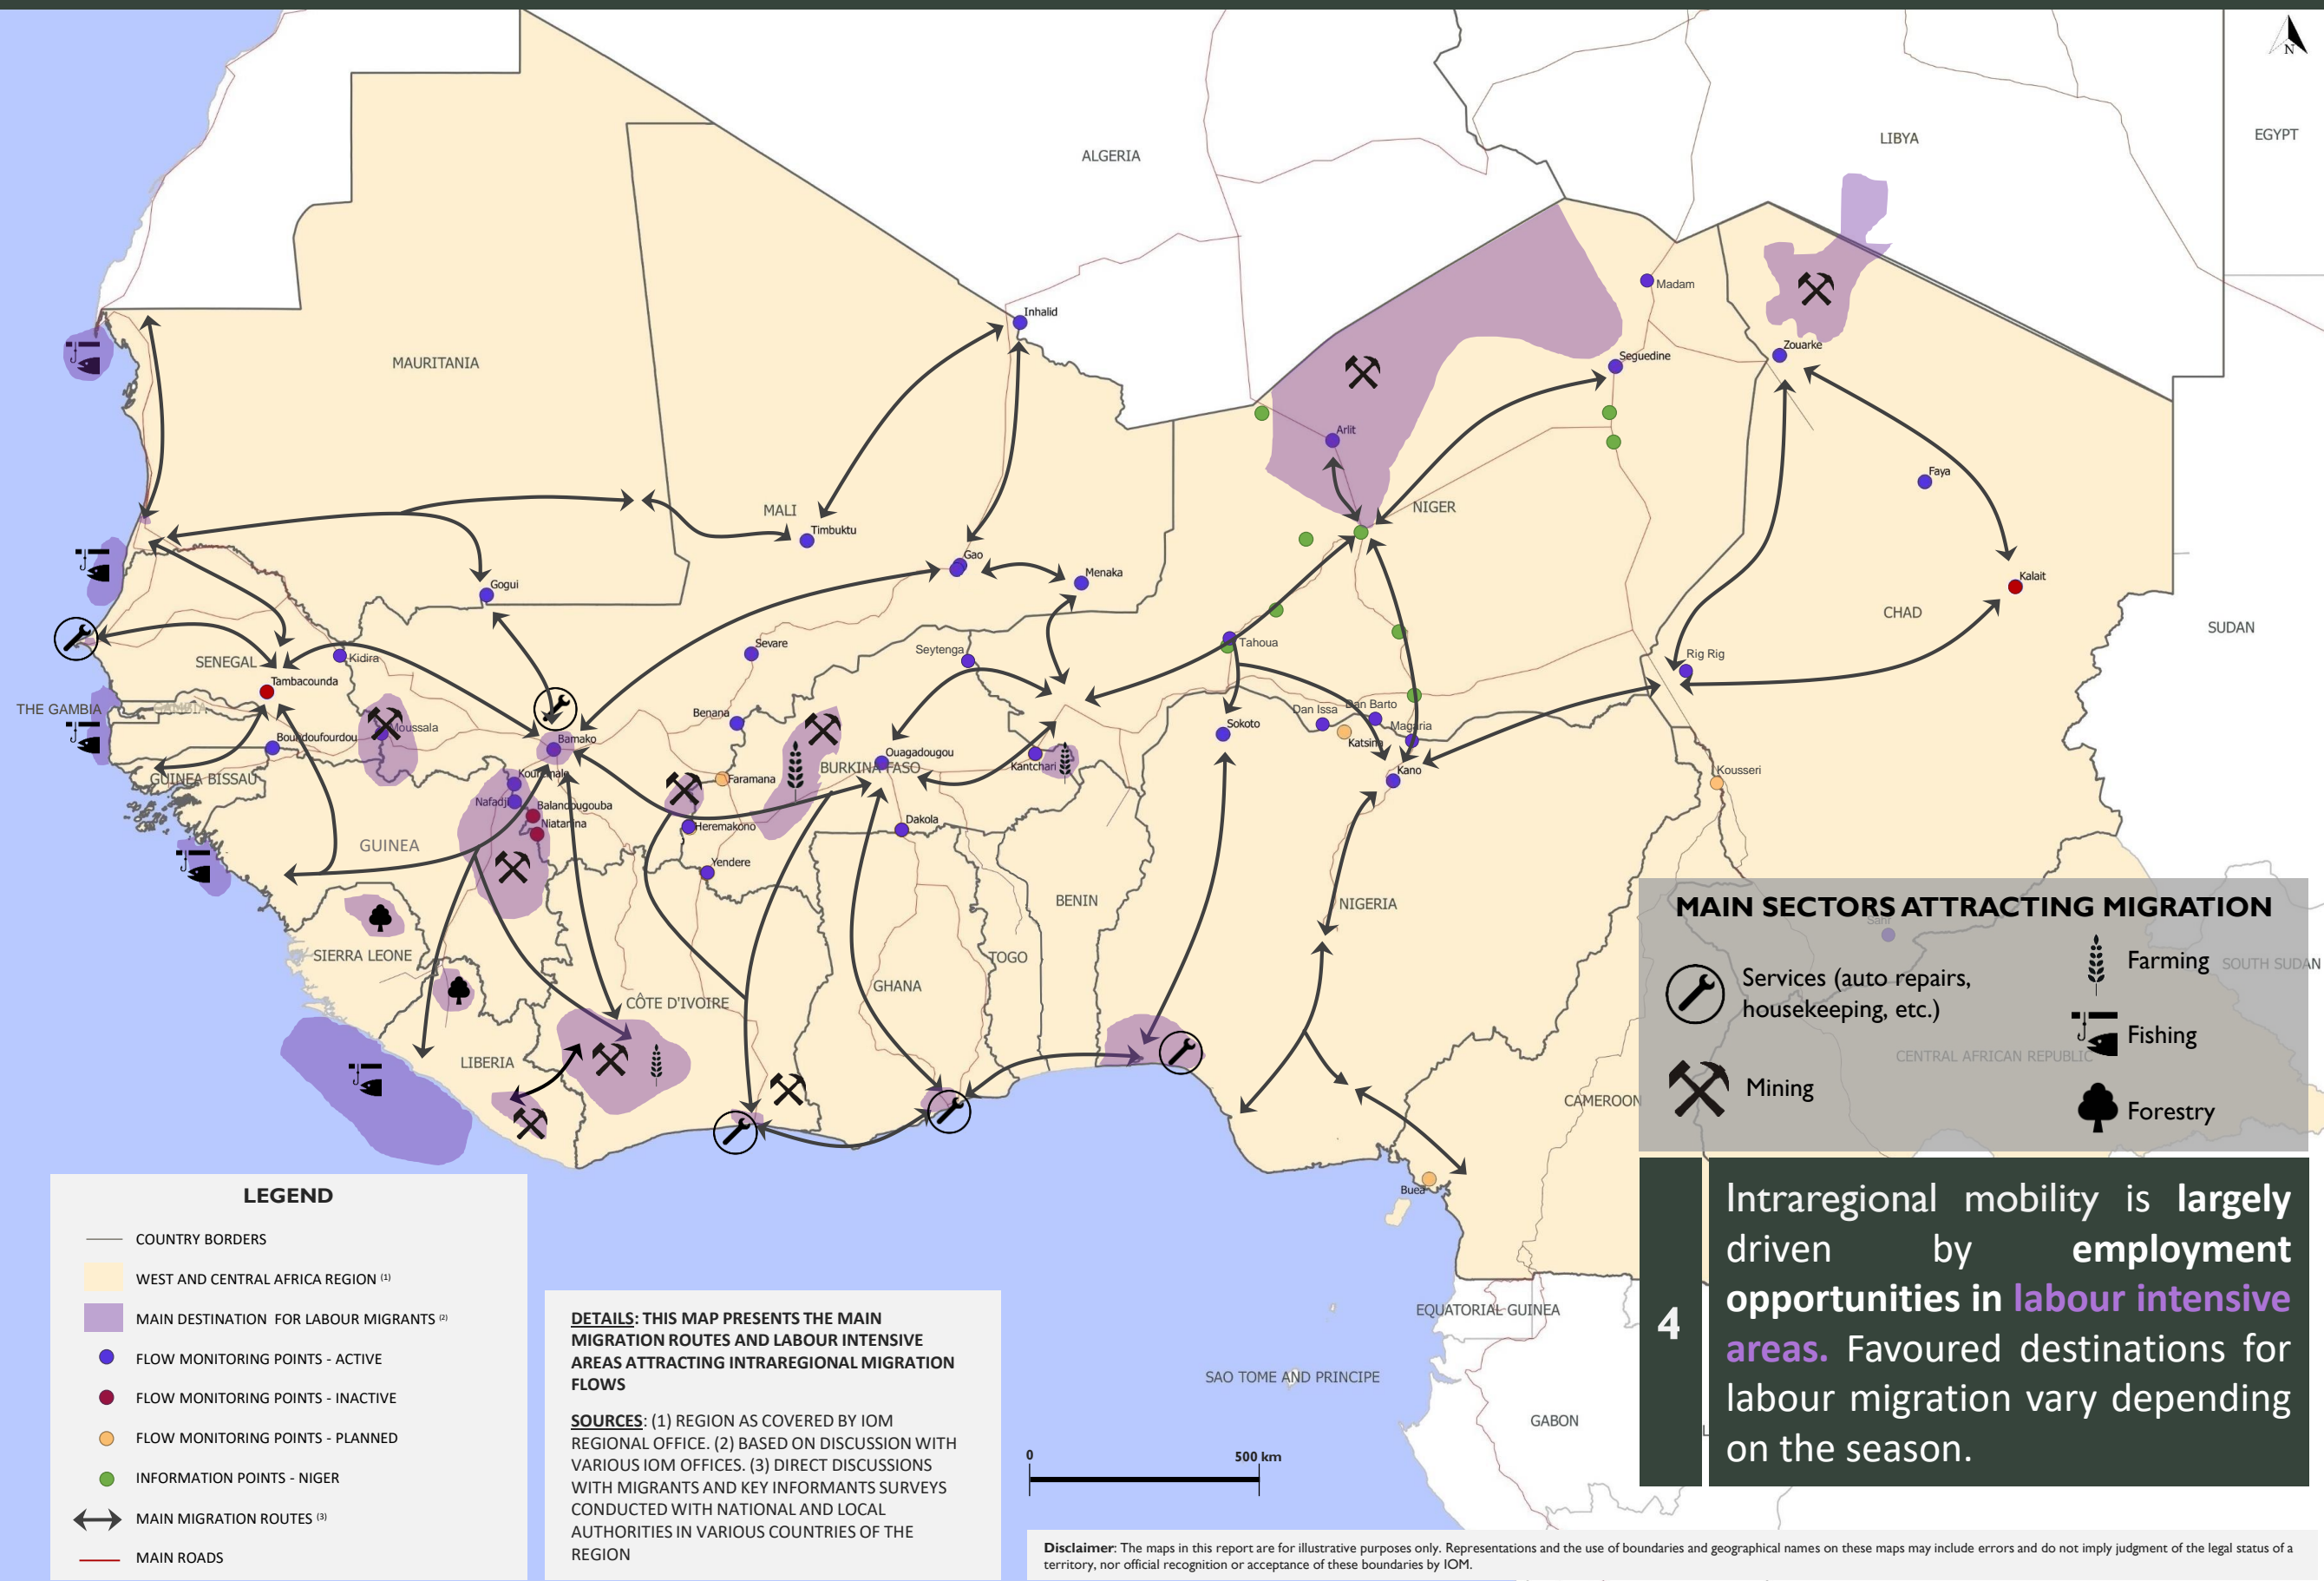 N
ALGERIA
LIBYA
EGYPT
Madam
Inhalid
Zouarke
Seguedine
MAURITANIA
Arlit
Faya
NIGER
MALI
Timbuktu
Gao
Menaka
Kalait
Gogui
CHAD
SUDAN
Sevare
Tahoua
Seytenga
Rig Rig
Kidira
SENEGAL
Tambacounda
THE GAMBIA
GAMBIA
Moussala
Benana
Dan Issa
Dan Barto
Sokoto
Magaria
Katsina
Boundoufourdou
Bamako
Ouagadougou
Kantchari
BURKINA FASO
Kano
Kousseri
GUINEA BISSAU
Kouremale
Faramana
Nafadji
Balandougouba
Niatanina
Heremakono
Dakola
GUINEA
Yendere
BENIN
NIGERIA
SIERRA LEONE
TOGO
GHANA
CÔTE D'IVOIRE
LIBERIA
CAMEROON
Buea
EQUATORIAL GUINEA
SAO TOME AND PRINCIPE
GABON
MAIN SECTORS ATTRACTING MIGRATION
Sarh
SOUTH SUDAN
CENTRAL AFRICAN REPUBLIC
Services (auto repairs,
housekeeping, etc.)
Mining
Farming
Fishing
Forestry
4
Intraregional mobility is largely
driven by employment
opportunities in labour intensive
areas. Favoured destinations for
labour migration vary depending
on the season.
LEGEND
COUNTRY BORDERS
WEST AND CENTRAL AFRICA REGION (1)
MAIN DESTINATION FOR LABOUR MIGRANTS (2)
FLOW MONITORING POINTS - ACTIVE
FLOW MONITORING POINTS - INACTIVE
FLOW MONITORING POINTS - PLANNED
INFORMATION POINTS - NIGER
MAIN MIGRATION ROUTES (3)
MAIN ROADS
DETAILS: THIS MAP PRESENTS THE MAIN
MIGRATION ROUTES AND LABOUR INTENSIVE
AREAS ATTRACTING INTRAREGIONAL MIGRATION
FLOWS
SOURCES: (1) REGION AS COVERED BY IOM
REGIONAL OFFICE. (2) BASED ON DISCUSSION WITH
VARIOUS IOM OFFICES. (3) DIRECT DISCUSSIONS
WITH MIGRANTS AND KEY INFORMANTS SURVEYS
CONDUCTED WITH NATIONAL AND LOCAL
AUTHORITIES IN VARIOUS COUNTRIES OF THE
REGION
0 500 km
Disclaimer: The maps in this report are for illustrative purposes only. Representations and the use of boundaries and geographical names on these maps may include errors and do not imply judgment of the legal status of a
territory, nor official recognition or acceptance of these boundaries by IOM.